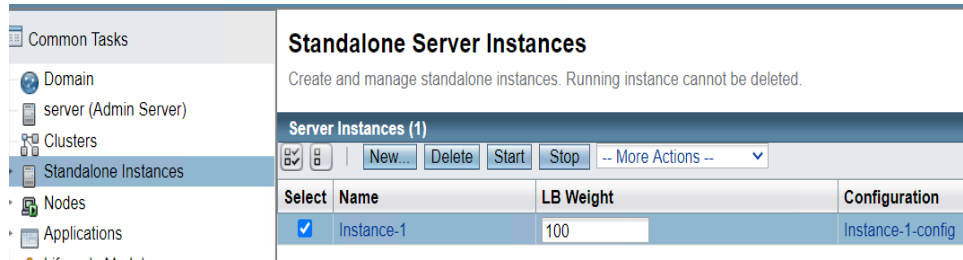 Common Tasks
Domain
server (Admin Server)
Clusters
Standalone Instances
Nodes
Applications
Standalone Server Instances
Create and manage standalone instances. Running instance cannot be deleted.
Server Instances (1)
New... Delete Start Stop -- More Actions --
Select Name LB Weight Configuration
Instance-1 100 Instance-1-config